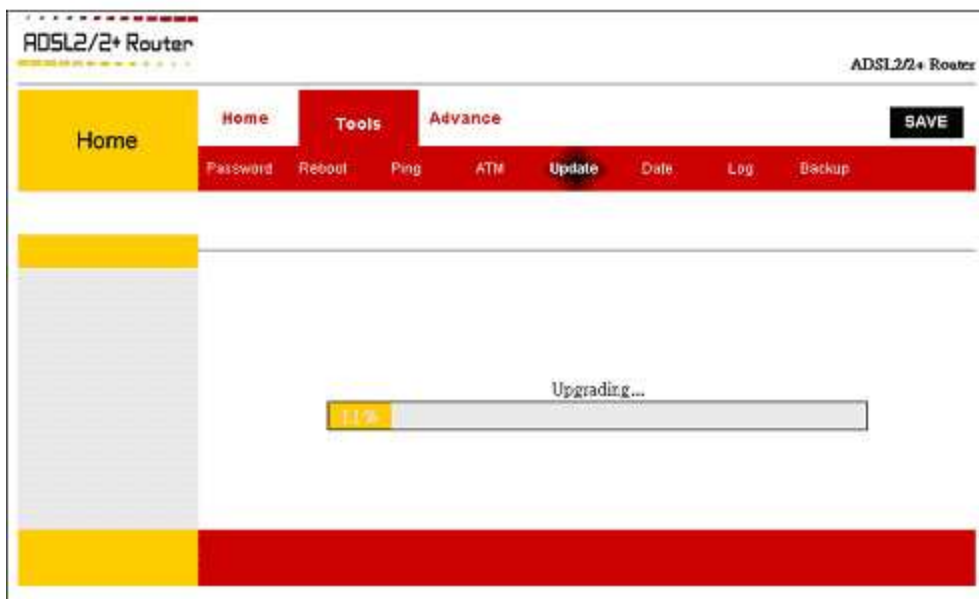 ADSL2/2+ Router
ADSL2/2+ Router
Home
Home Tools Advance
SAVE
Password Reboot Ping ATM Update Date Log Backup
Upgrading...
11%